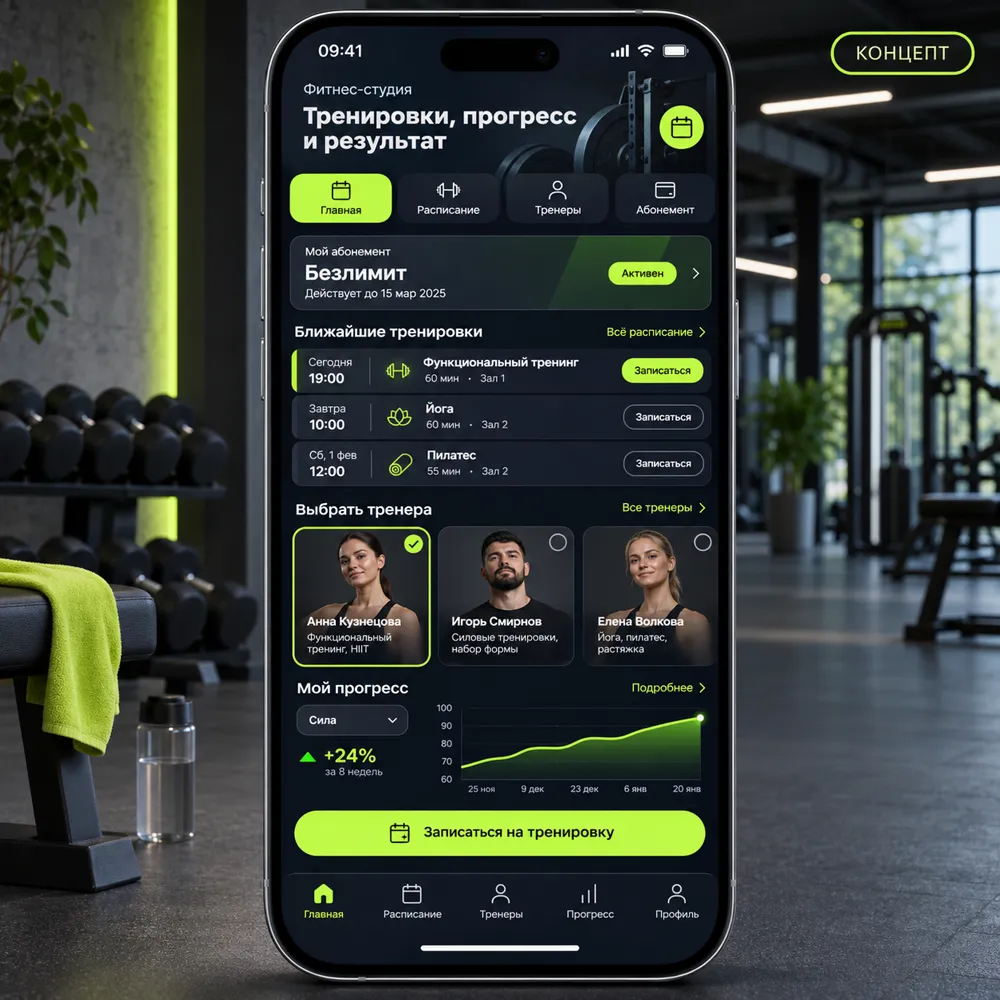 КОНЦЕПТ
09:41
Фитнес-студия
Тренировки, прогресс
и результат
Главная
Расписание
Тренеры
Абонемент
Мой абонемент
Безлимит
Действует до 15 мар 2025
Активен
Ближайшие тренировки
Всё расписание
Сегодня
19:00
Функциональный тренинг
60 мин • Зал 1
Записаться
Завтра
10:00
Йога
60 мин • Зал 2
Записаться
Сб, 1 фев
12:00
Пилатес
55 мин • Зал 2
Записаться
Выбрать тренера
Все тренеры
Анна Кузнецова
Функциональный
тренинг, HIIT
Игорь Смирнов
Силовые тренировки,
набор формы
Елена Волкова
Йога, пилатес,
растяжка
Мой прогресс
Подробнее
Сила
+24%
за 8 недель
100
90
80
70
60
25 ноя
9 дек
23 дек
6 янв
20 янв
Записаться на тренировку
Главная
Расписание
Тренеры
Прогресс
Профиль